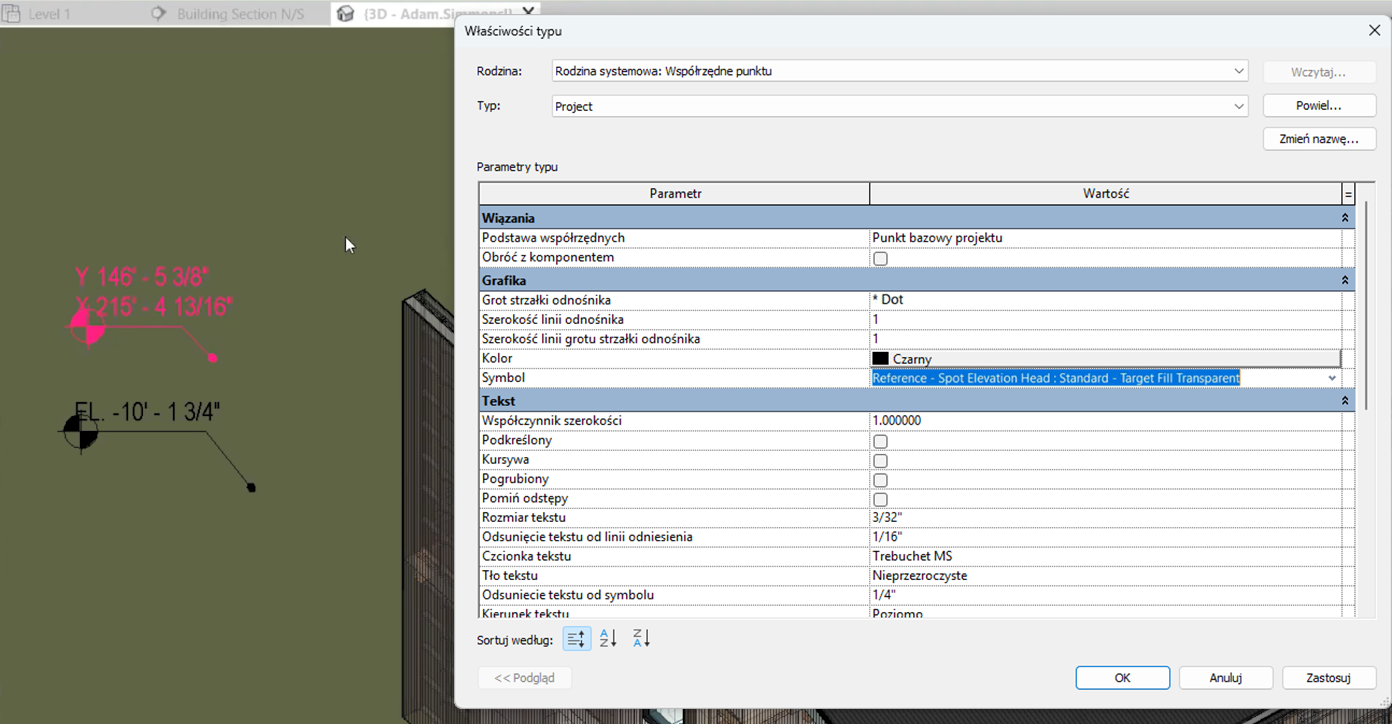 Level 1
Building Section N/S
(3D - Adam.Simmons!)
Właściwości typu
Rodzina:
Rodzina systemowa: Współrzędne punktu
Wczytaj...
Typ:
Project
Powiel...
Zmień nazwę...
Parametry typu
Parametr Wartość =
Wiązania
Podstawa współrzędnych Punkt bazowy projektu
Obróć z komponentem
Grafika
Grot strzałki odnośnika * Dot
Szerokość linii odnośnika 1
Szerokość linii grotu strzałki odnośnika 1
Kolor Czarny
Symbol Reference - Spot Elevation Head : Standard - Target Fill Transparent
Tekst
Współczynnik szerokości 1.000000
Podkreślony
Kursywa
Pogrubiony
Pomiń odstępy
Rozmiar tekstu 3/32"
Odsunięcie tekstu od linii odniesienia 1/16"
Czcionka tekstu Trebuchet MS
Tło tekstu Nieprzezroczyste
Odsuniecie tekstu od symbolu 1/4"
Kierunek tekstu Poziomo
Sortuj według:
<< Podgląd
OK
Anuluj
Zastosuj
Y 146' - 5 3/8"
X 215' - 4 13/16"
EL. -10' - 1 3/4"